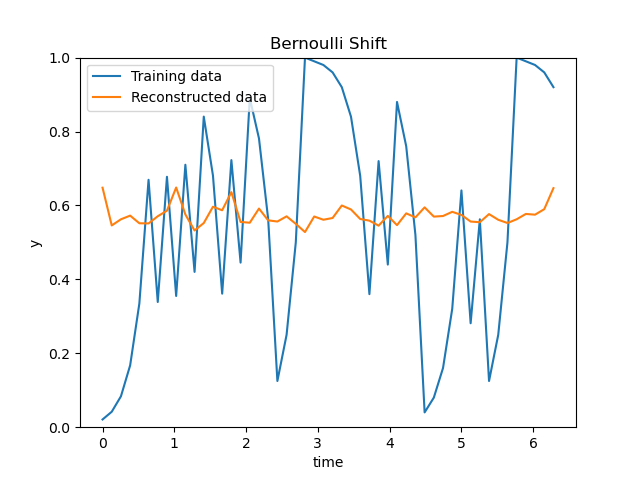 Bernoulli Shift
Training data
Reconstructed data
y
1.0
0.8
0.6
0.4
0.2
0.0
0 1 2 3 4 5 6
time